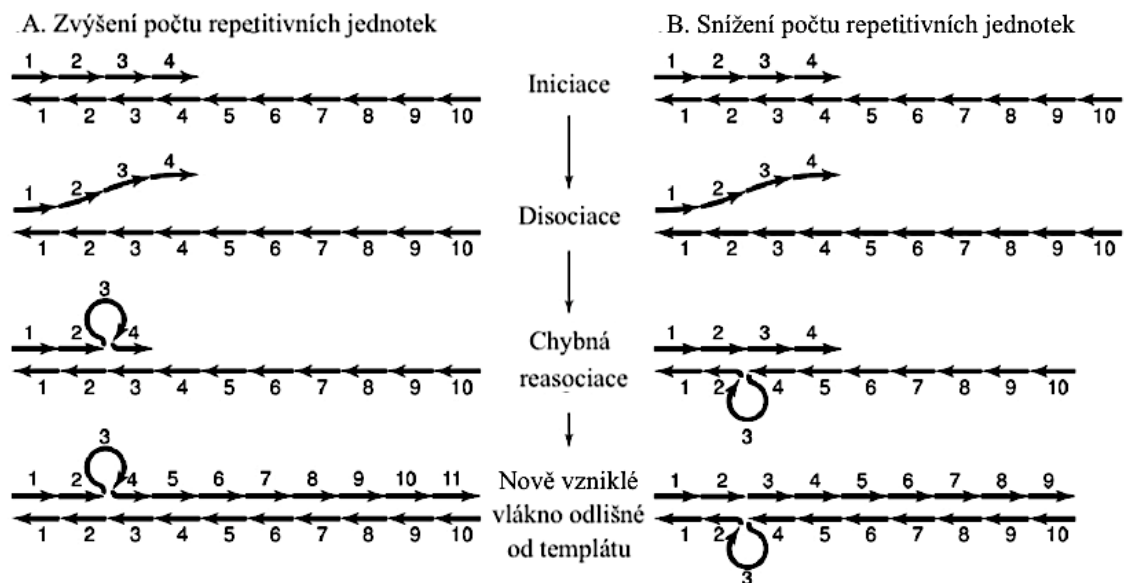 A. Zvýšení počtu repetitivních jednotek
1 2 3 4
1 2 3 4 5 6 7 8 9 10
1 2 3 4
1 2 3 4 5 6 7 8 9 10
3
1 2 4
1 2 3 4 5 6 7 8 9 10
3
1 2 4 5 6 7 8 9 10 11
1 2 3 4 5 6 7 8 9 10
Iniciace
Disociace
Chybná
reasociace
Nově vzniklé
vlákno odlišné
od templátu
B. Snížení počtu repetitivních jednotek
1 2 3 4
1 2 3 4 5 6 7 8 9 10
1 2 3 4
1 2 3 4 5 6 7 8 9 10
1 2 3 4
1 2 4 5 6 7 8 9 10
3
1 2 3 4 5 6 7 8 9
1 2 4 5 6 7 8 9 10
3